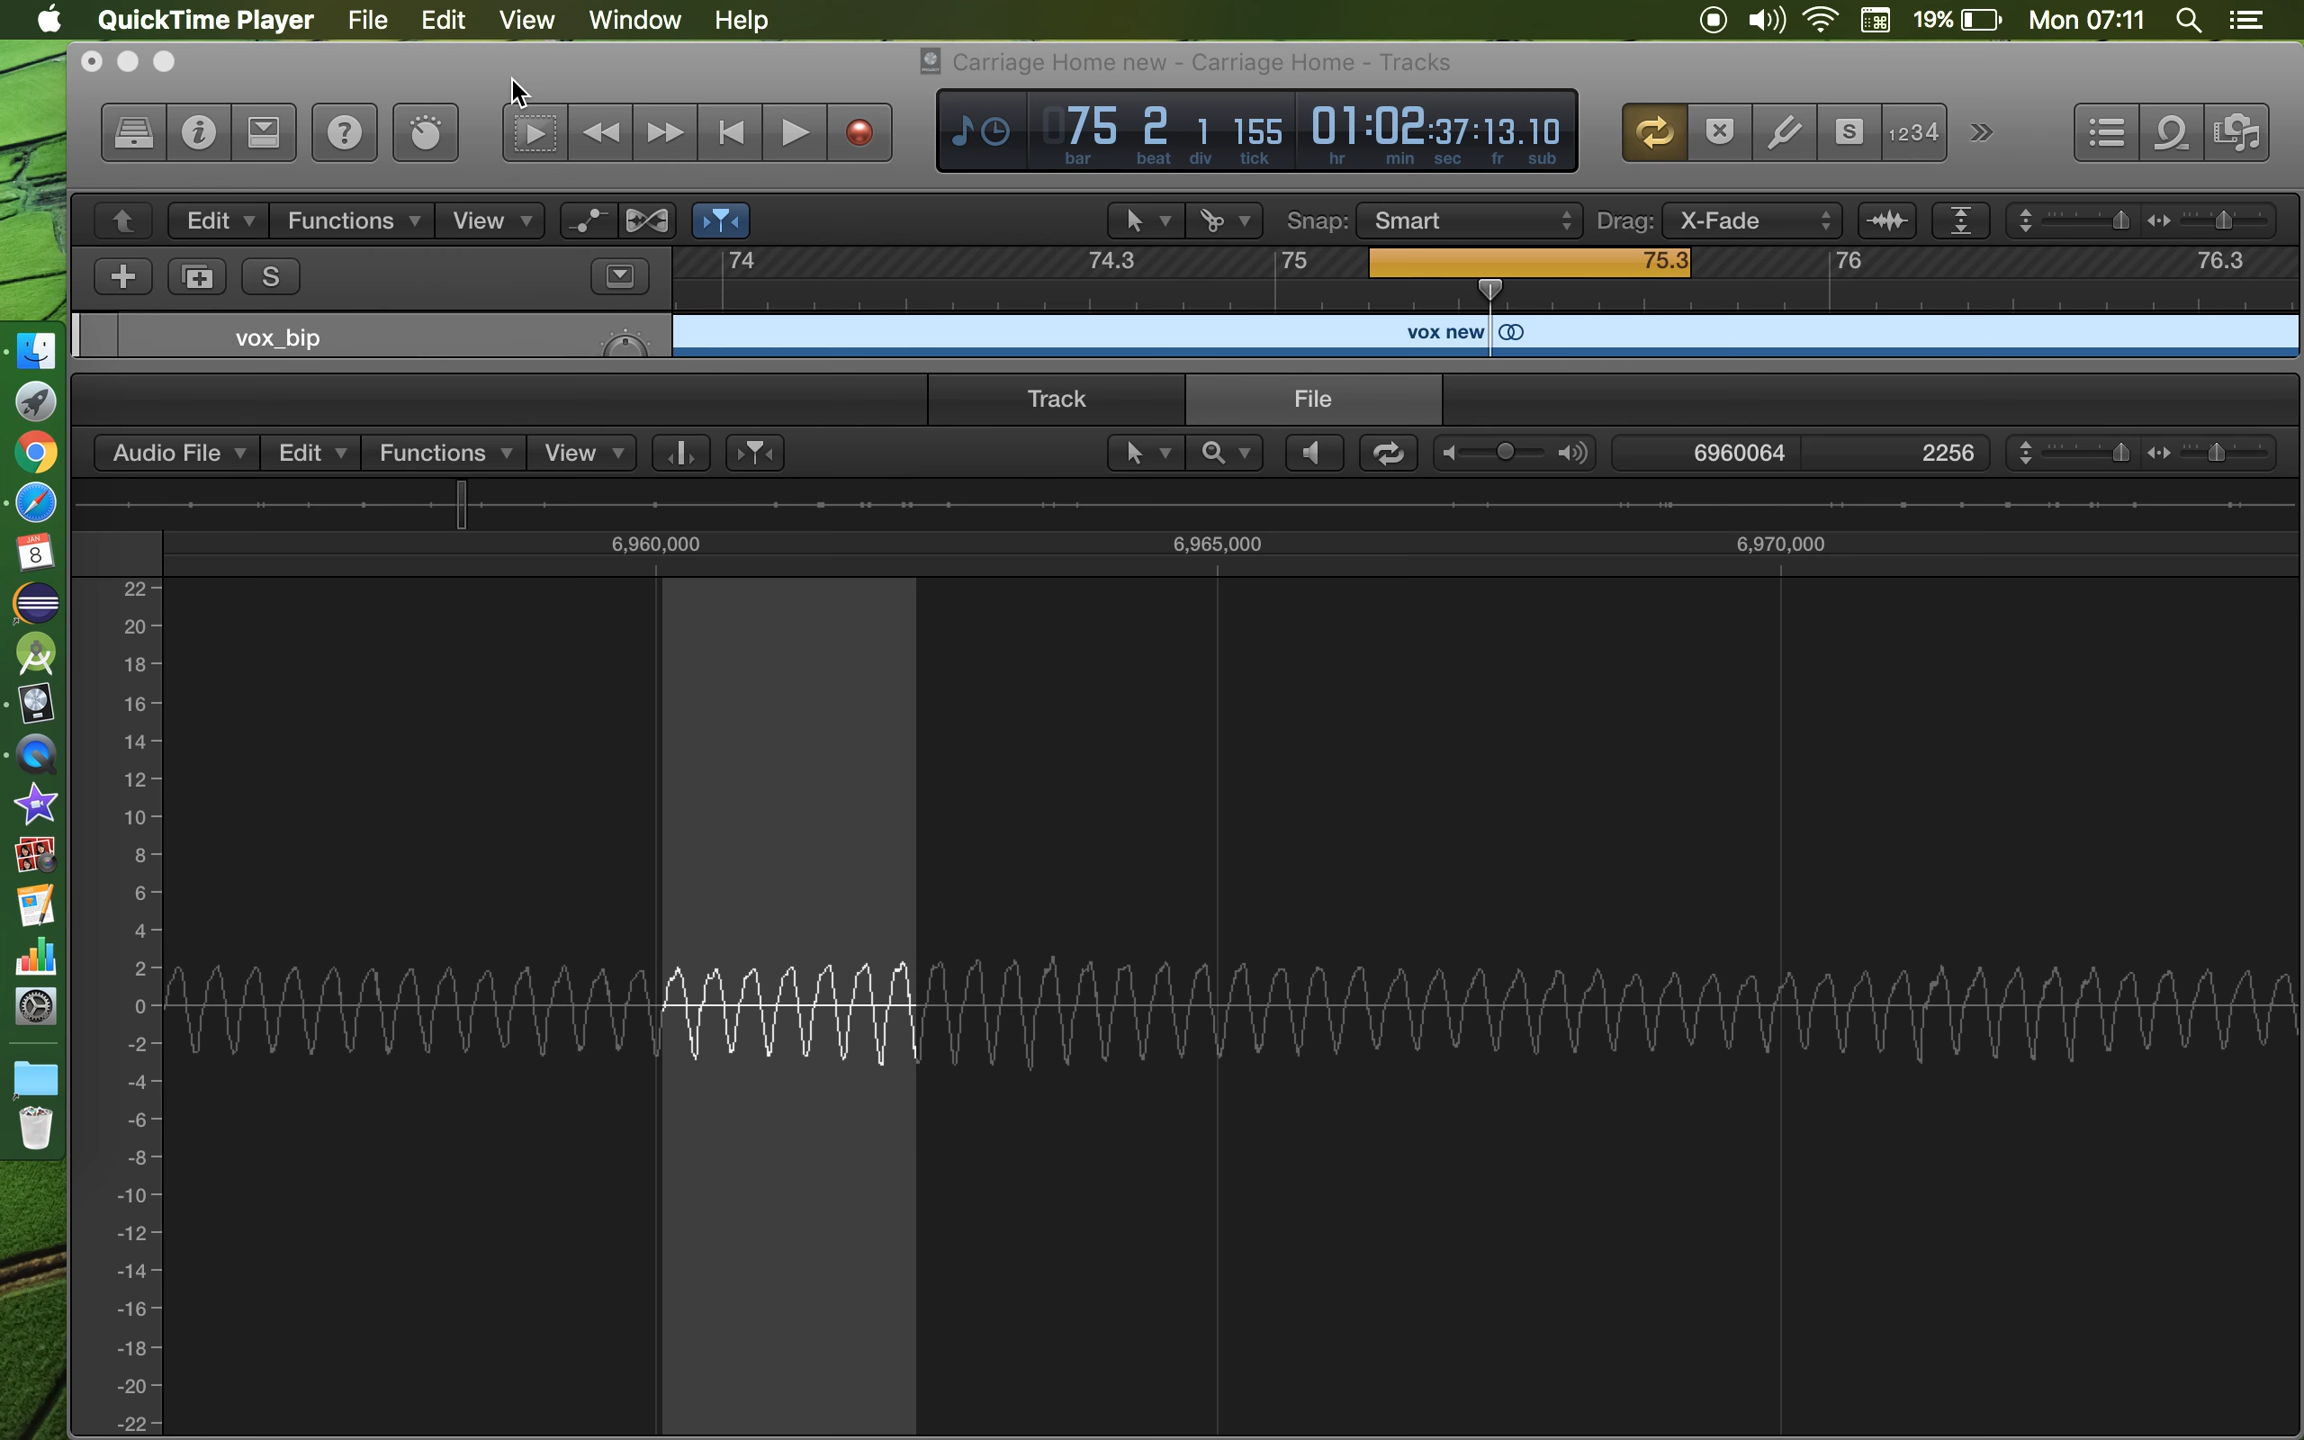 QuickTime Player File Edit View Window Help 19% Mon 07:11
Carriage Home new - Carriage Home - Tracks
075 2 1 155 01:02:37:13.10
bar beat div tick hr min sec fr sub
S 1234
Edit Functions View Snap: Smart Drag: X-Fade
S
74 74.3 75 75.3 76 76.3
vox_bip
vox new
Track File
Audio File Edit Functions View 6960064 2256
6,960,000 6,965,000 6,970,000
JAN
8
22
20
18
16
14
12
10
8
6
4
2
0
-2
-4
-6
-8
-10
-12
-14
-16
-18
-20
-22